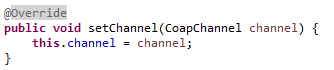 @Override
public void setChannel(CoapChannel channel) {
    this.channel = channel;
}